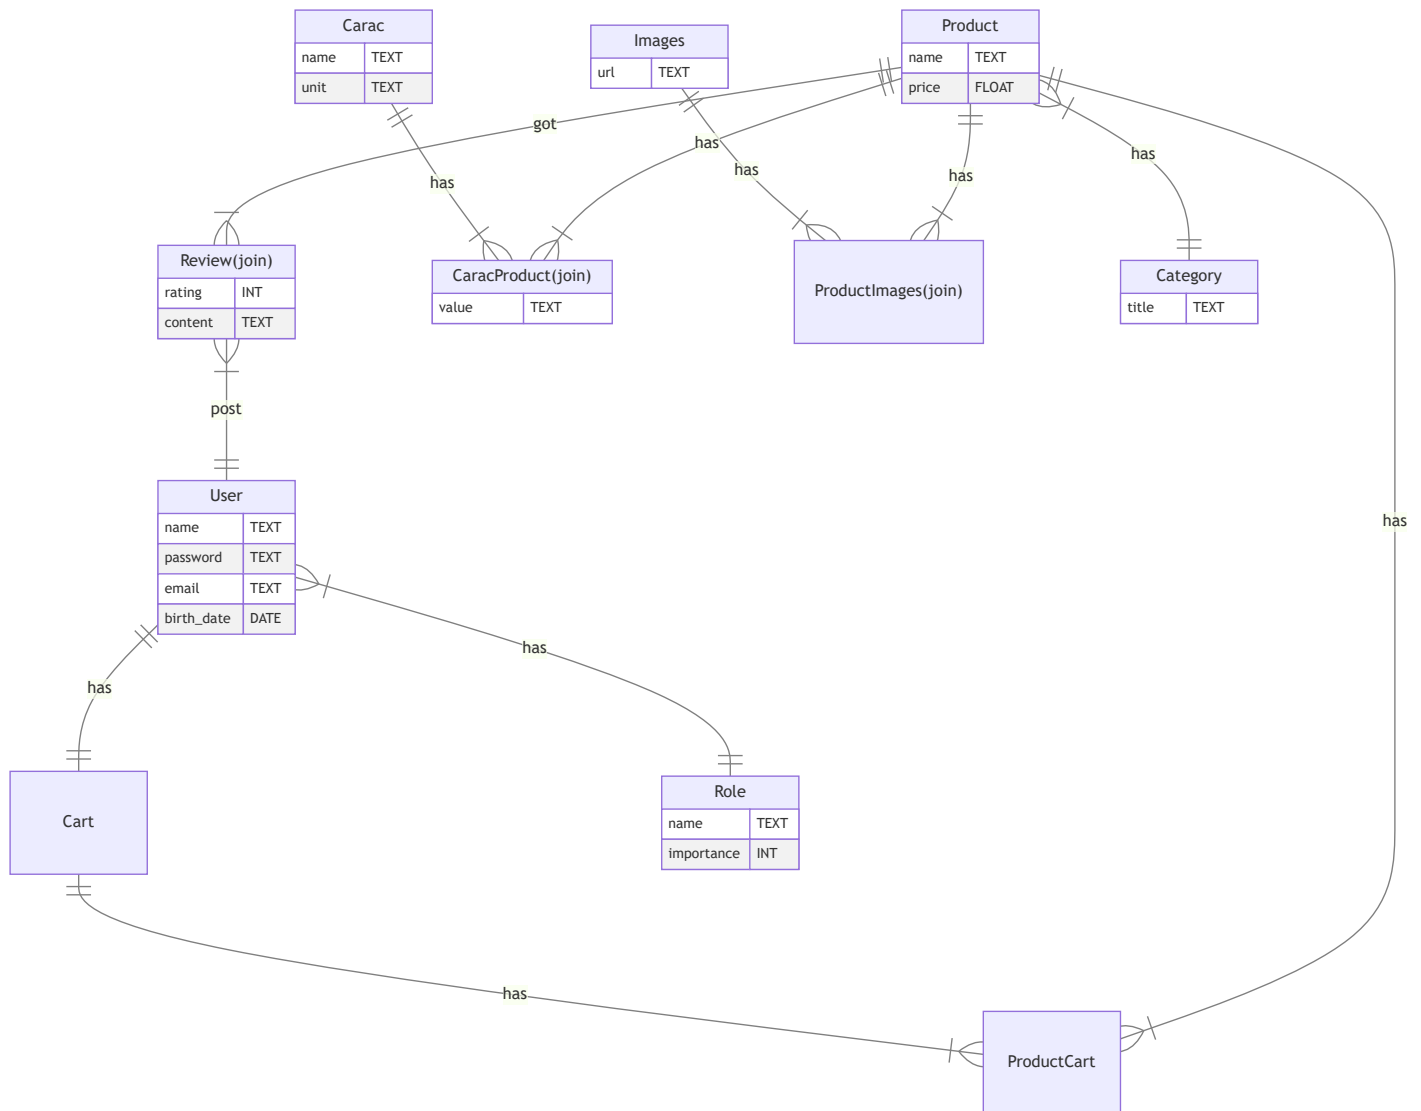 Carac
name TEXT
unit TEXT
Images
url TEXT
Product
name TEXT
price FLOAT
got
has
has
has
has
has
Review(join)
rating INT
content TEXT
CaracProduct(join)
value TEXT
ProductImages(join)
Category
title TEXT
post
User
name TEXT
password TEXT
email TEXT
birth_date DATE
has
has
has
Cart
Role
name TEXT
importance INT
has
ProductCart